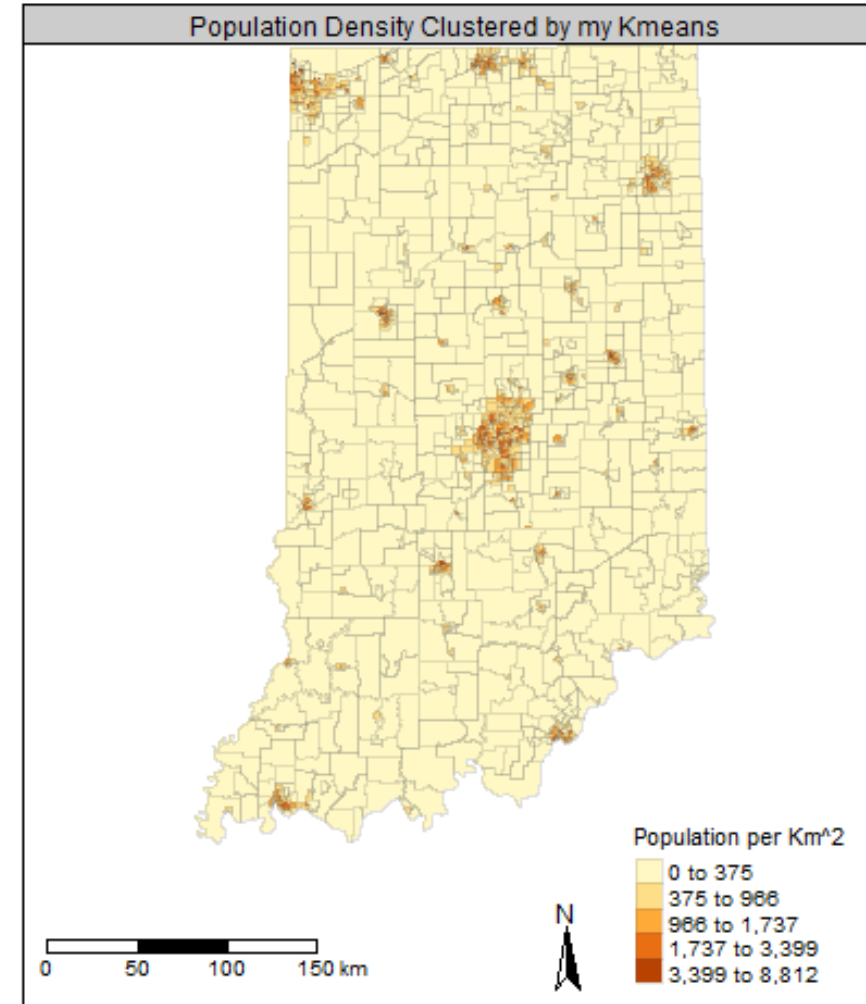 Population Density Clustered by my Kmeans
Population per Km^2
0 to 375
375 to 966
966 to 1,737
1,737 to 3,399
3,399 to 8,812
N
0 50 100 150 km